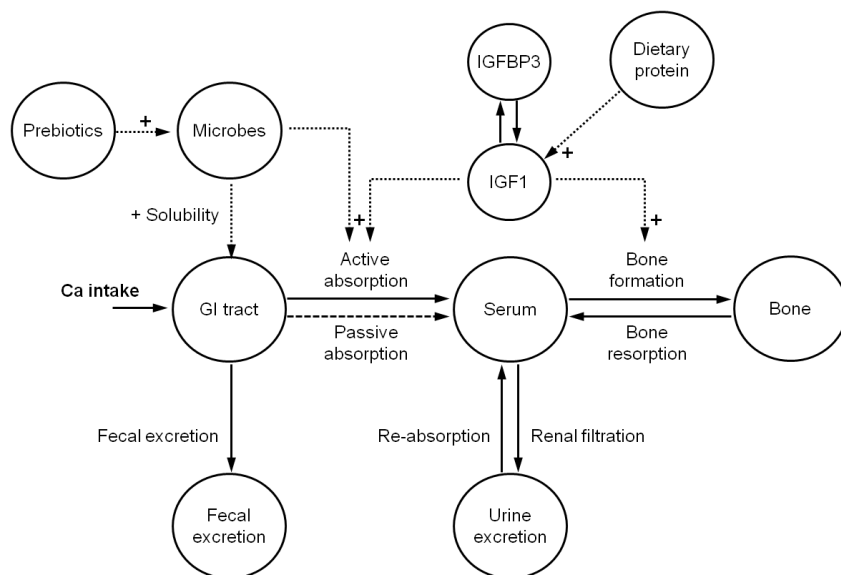 IGFBP3
Dietary
protein
+
Prebiotics
Microbes
+
IGF1
+ Solubility
+
+
Active
absorption
Bone
formation
Ca intake
GI tract
Serum
Bone
Passive
absorption
Bone
resorption
Fecal excretion
Re-absorption
Renal filtration
Fecal
excretion
Urine
excretion